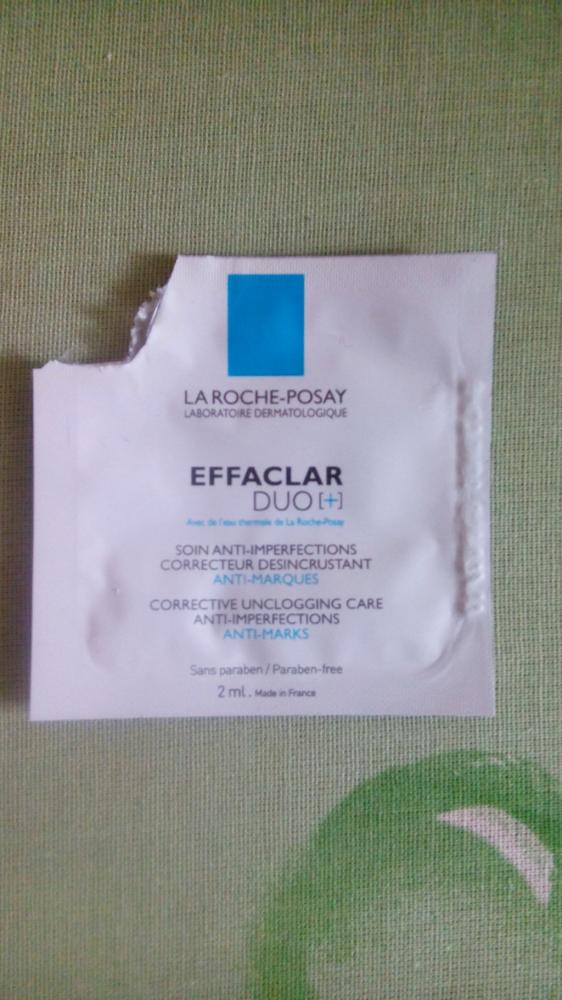 LA ROCHE-POSAY
LABORATOIRE DERMATOLOGIQUE
EFFACLAR
DUO [+]
Avec de l'eau thermale de La Roche-Posay
SOIN ANTI-IMPERFECTIONS
CORRECTEUR DESINCRUSTANT
ANTI-MARQUES
CORRECTIVE UNCLOGGING CARE
ANTI-IMPERFECTIONS
ANTI-MARKS
Sans paraben / Paraben-free
2 ml . Made in France